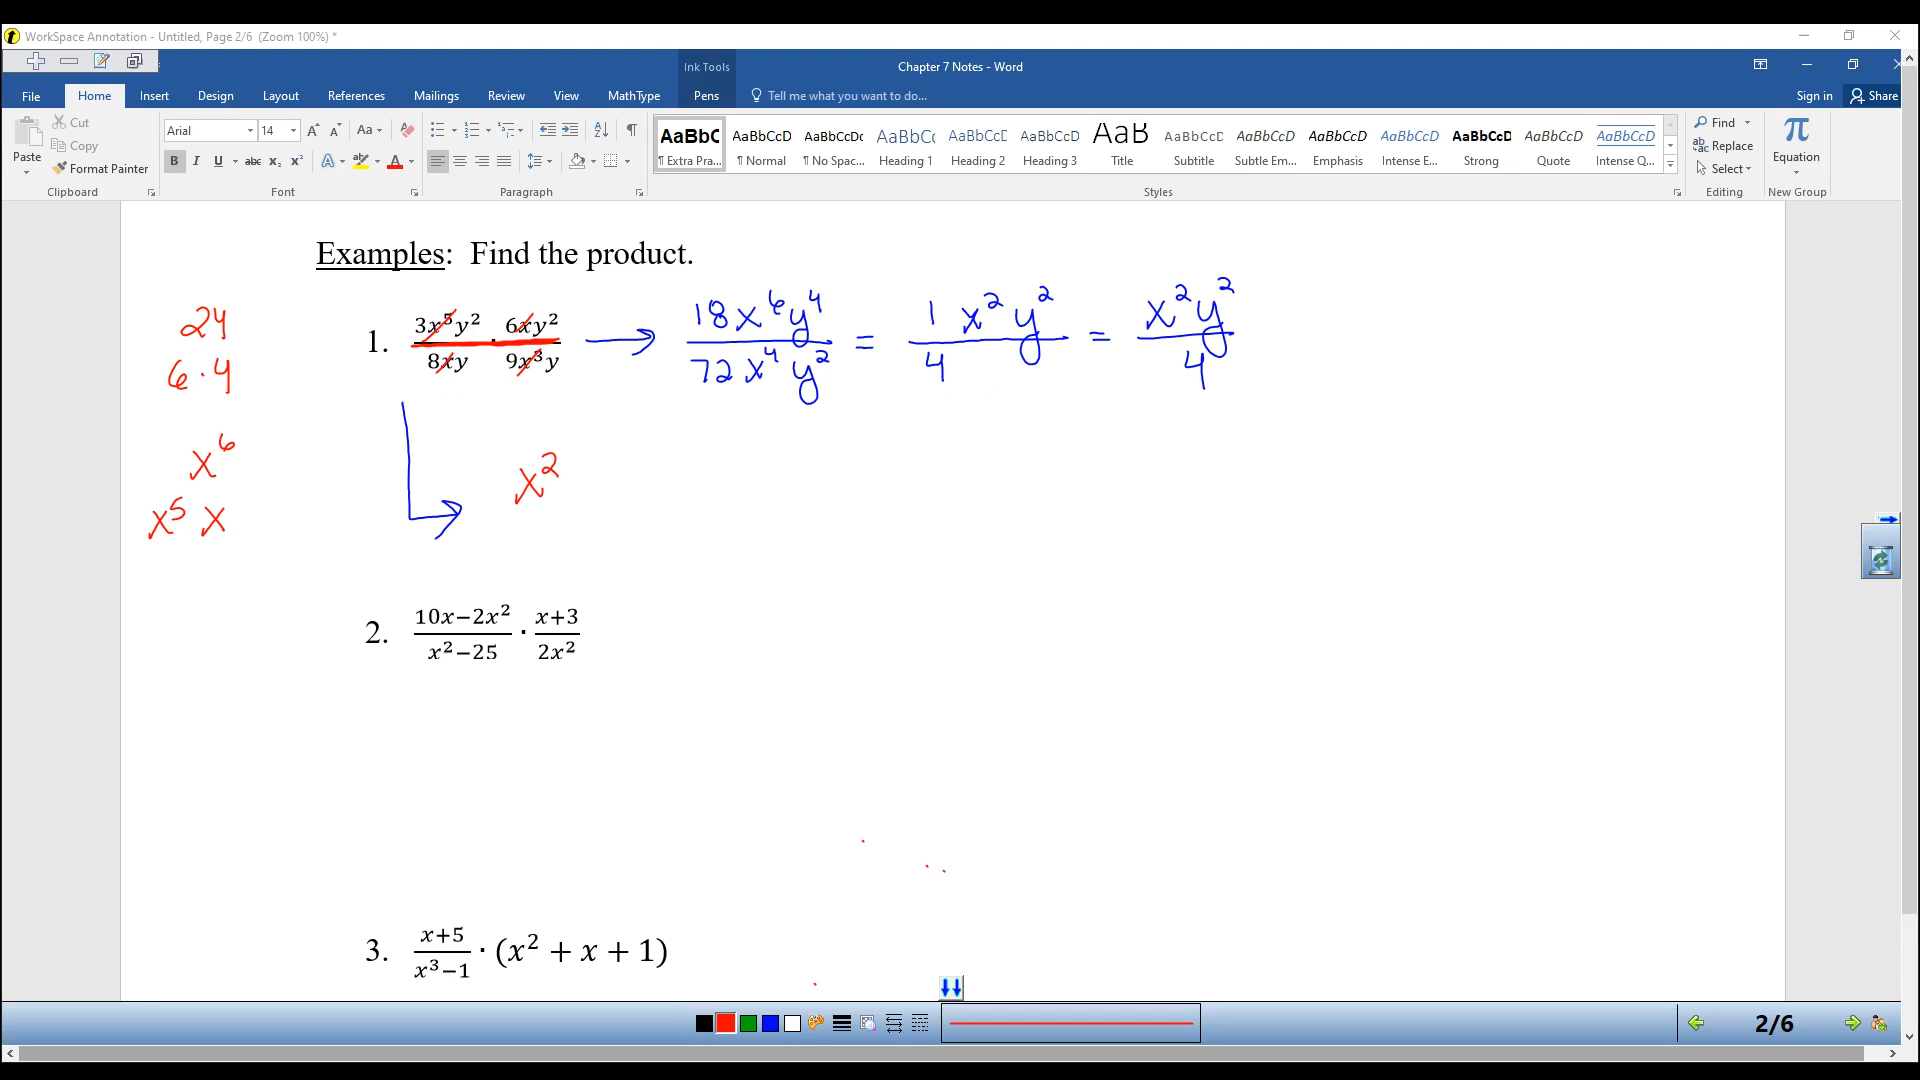 WorkSpace Annotation - Untitled, Page 2/6 (Zoom 100%) *
Ink Tools
Chapter 7 Notes - Word
File Home Insert Design Layout References Mailings Review View MathType Pens Tell me what you want to do... Sign in Share
Paste Cut Copy Format Painter
Arial 14 Aa
B I U abc x₂ x² A A
AaBbC AaBbCcD AaBbCcDc AaBbCc AaBbCcC AaBbCcD AaB AaBbCcD AaBbCcD AaBbCcD AaBbCcD AaBbCcD AaBbCcD AaBbCcD
¶ Extra Pra... ¶ Normal ¶ No Spac... Heading 1 Heading 2 Heading 3 Title Subtitle Subtle Em... Emphasis Intense E... Strong Quote Intense Q...
Find Replace Select
π Equation
Clipboard Font Paragraph Styles Editing New Group
Examples: Find the product.
24
6 · 4
x⁶
x⁵ x
1. 3x⁵y²/8xy · 6xy²/9x³y → 18x⁶y⁴/72x⁴y² = 1 x²y²/4 = x²y²/4
x²
2. 10x−2x²/x²−25 · x+3/2x²
3. x+5/x³−1 · (x² + x + 1)
2/6